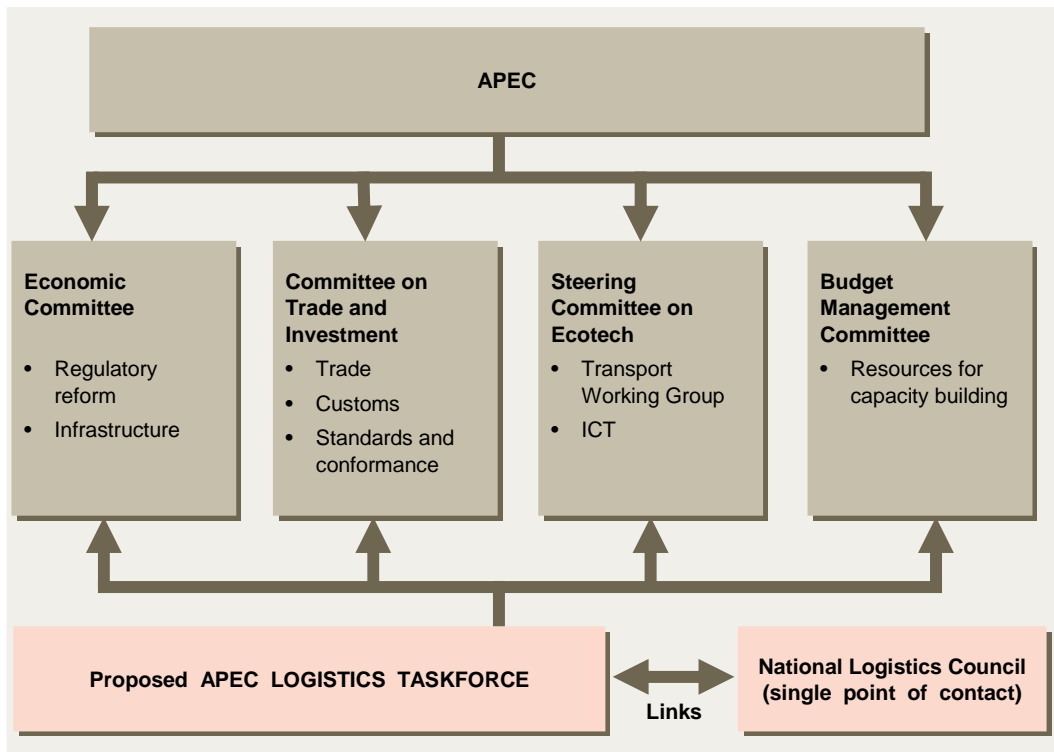 APEC
Economic
Committee
• Regulatory
reform
• Infrastructure
Committee on
Trade and
Investment
• Trade
• Customs
• Standards and
conformance
Steering
Committee on
Ecotech
• Transport
Working Group
• ICT
Budget
Management
Committee
• Resources for
capacity building
Proposed APEC LOGISTICS TASKFORCE
Links
National Logistics Council
(single point of contact)